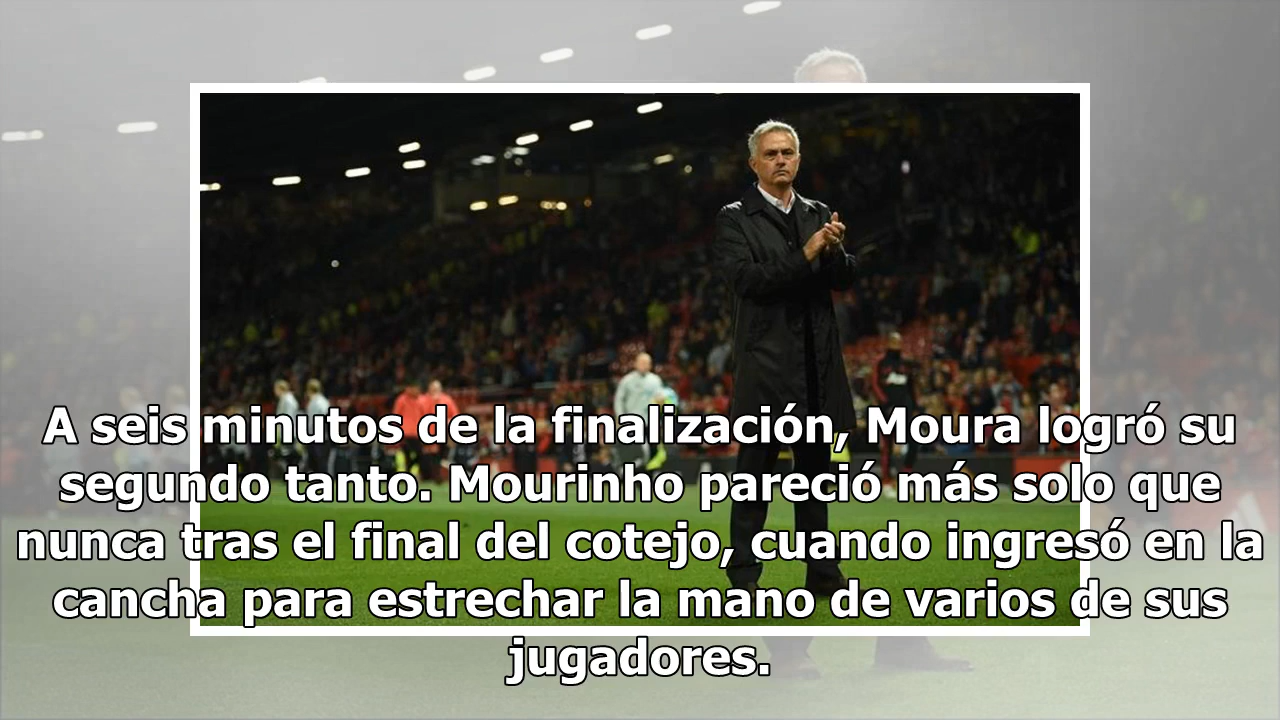 A seis minutos de la finalización, Moura logró su
segundo tanto. Mourinho pareció más solo que
nunca tras el final del cotejo, cuando ingresó en la
cancha para estrechar la mano de varios de sus
jugadores.